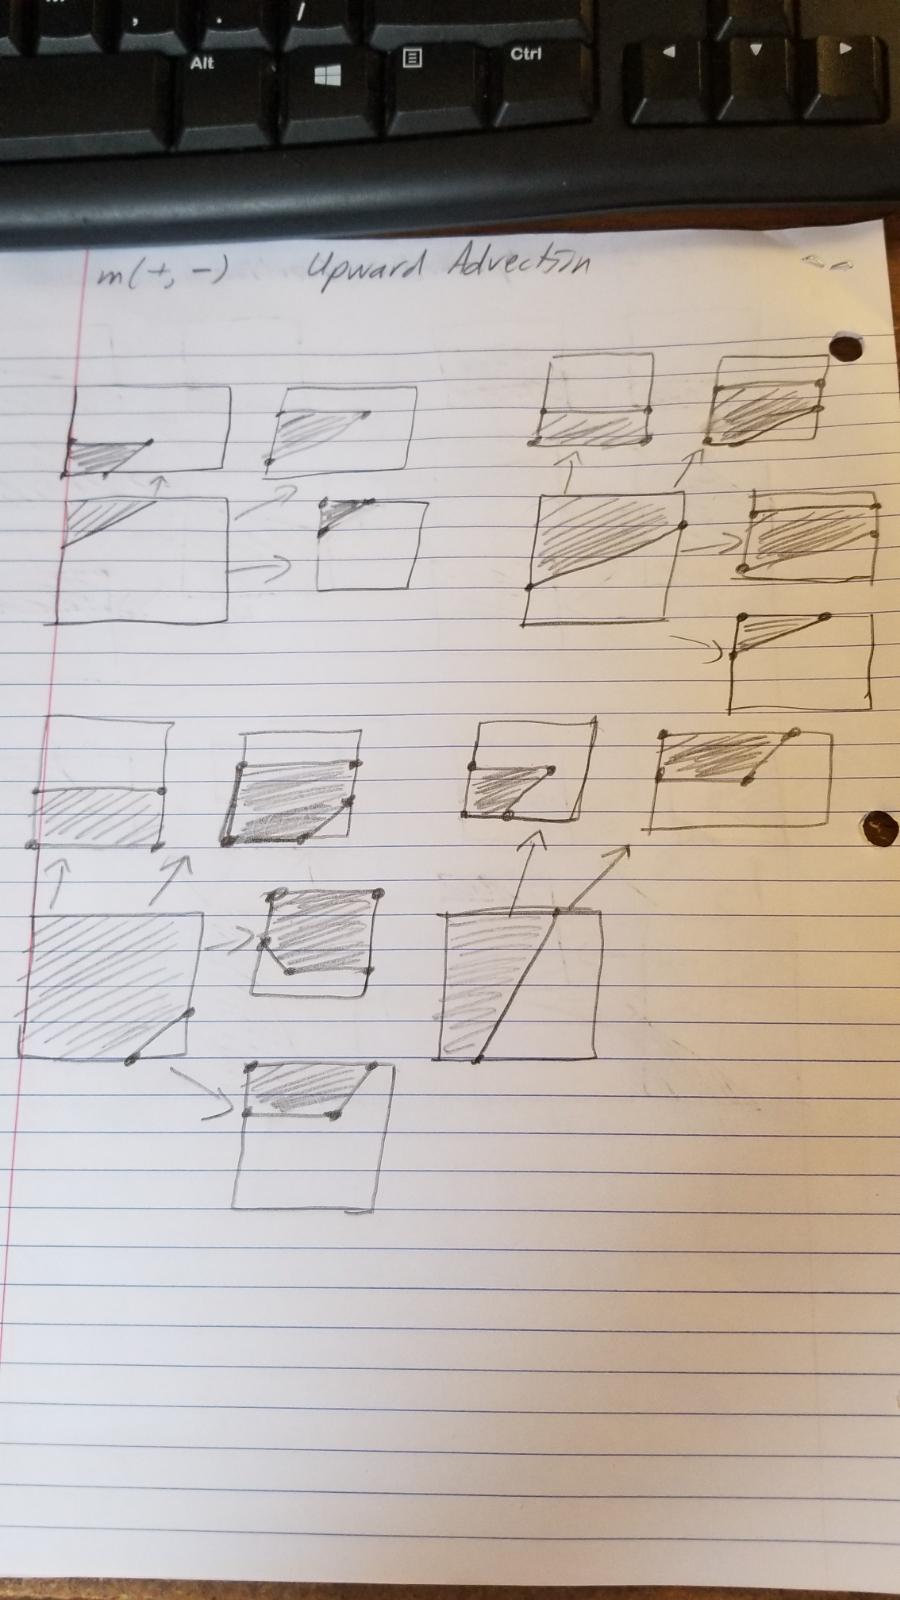 , . /
Alt Ctrl
m(+, -) Upward Advection